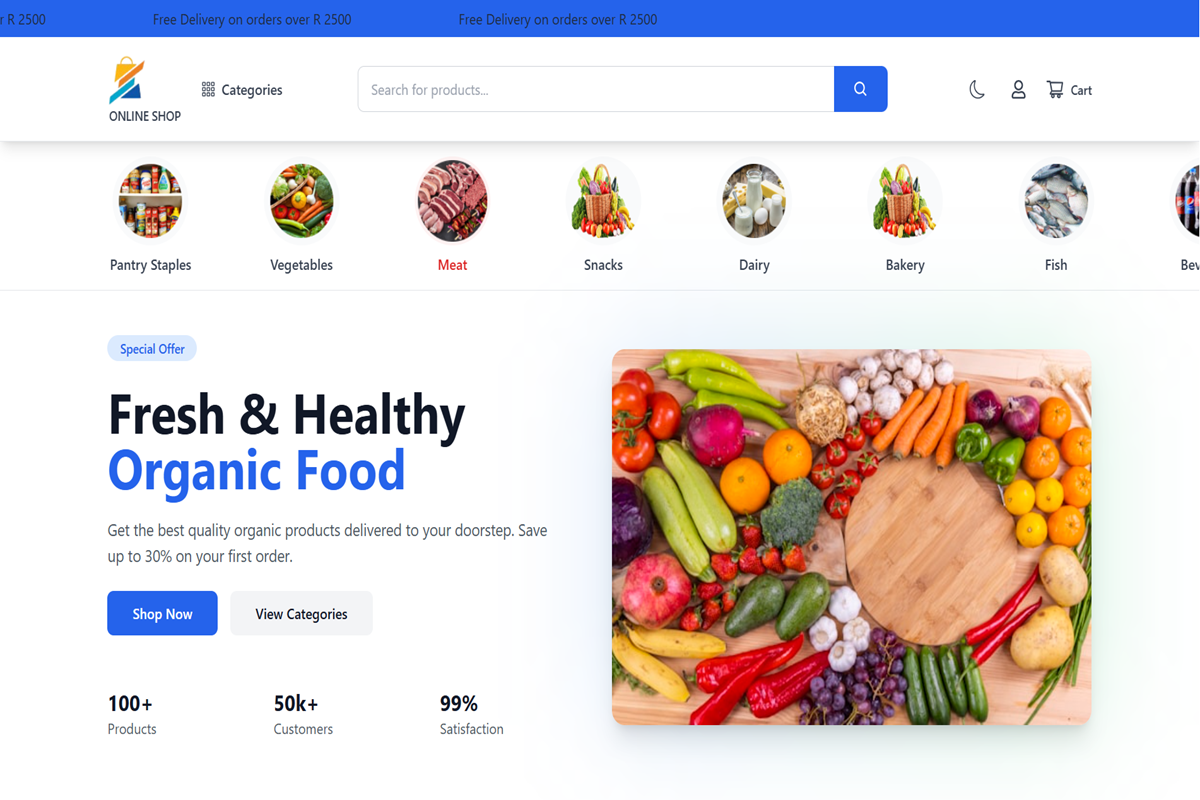 r R 2500 Free Delivery on orders over R 2500 Free Delivery on orders over R 2500
ONLINE SHOP
Categories
Search for products...
Cart
Pantry Staples
Vegetables
Meat
Snacks
Dairy
Bakery
Fish
Bev
Special Offer
Fresh & Healthy
Organic Food
Get the best quality organic products delivered to your doorstep. Save
up to 30% on your first order.
Shop Now
View Categories
100+
Products
50k+
Customers
99%
Satisfaction